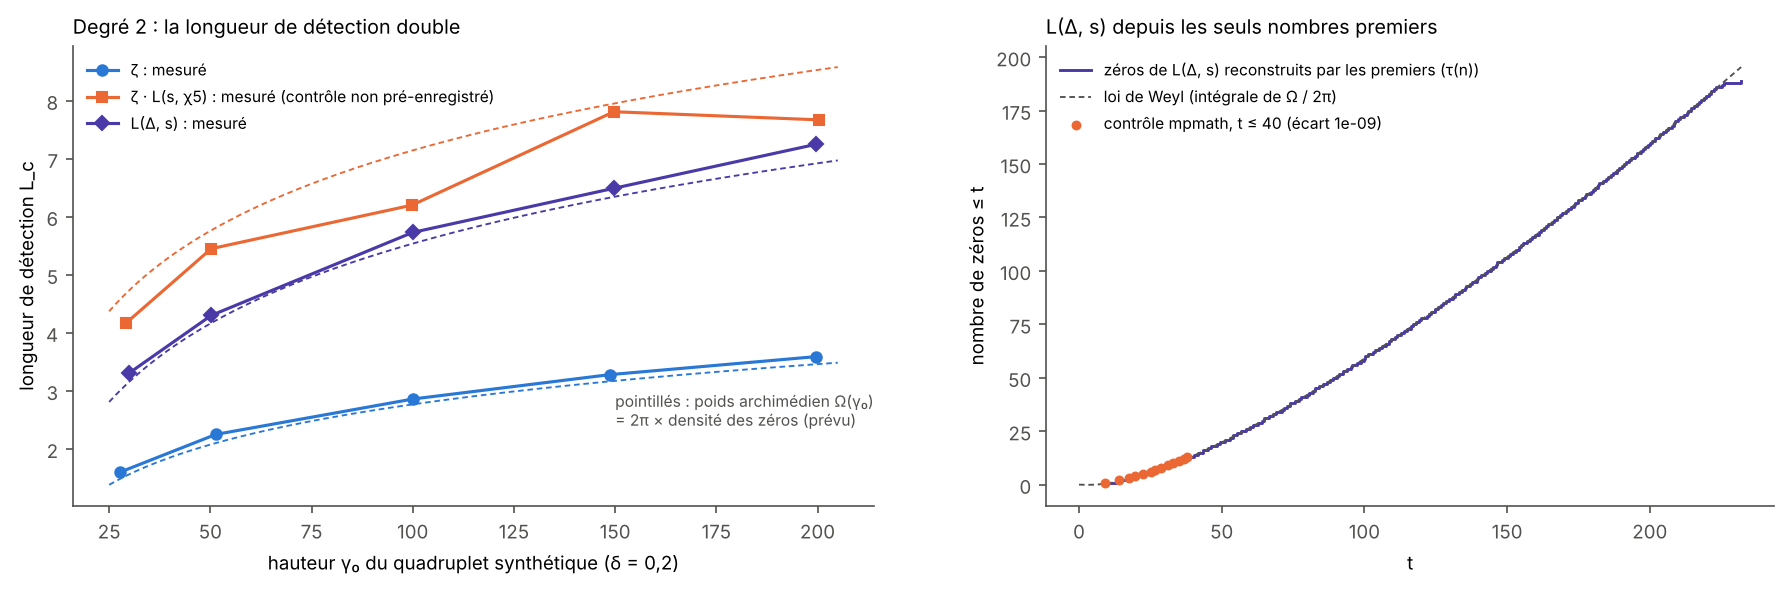 Degré 2 : la longueur de détection double
ζ : mesuré
ζ · L(s, χ5) : mesuré (contrôle non pré-enregistré)
L(Δ, s) : mesuré
longueur de détection L_c
8
7
6
5
4
3
2
pointillés : poids archimédien Ω(γ₀)
= 2π × densité des zéros (prévu)
25 50 75 100 125 150 175 200
hauteur γ₀ du quadruplet synthétique (δ = 0,2)
L(Δ, s) depuis les seuls nombres premiers
zéros de L(Δ, s) reconstruits par les premiers (τ(n))
loi de Weyl (intégrale de Ω / 2π)
contrôle mpmath, t ≤ 40 (écart 1e-09)
nombre de zéros ≤ t
200
175
150
125
100
75
50
25
0
0 50 100 150 200
t